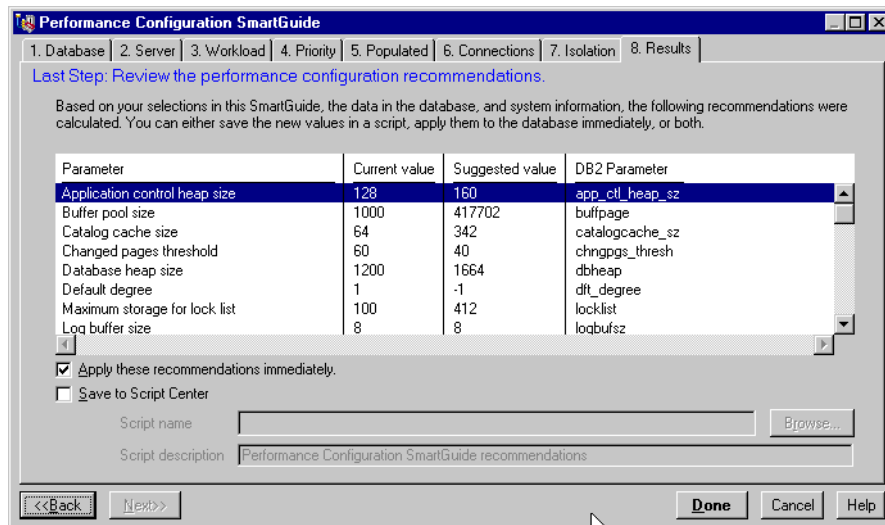 Performance Configuration SmartGuide
1. Database 2. Server 3. Workload 4. Priority 5. Populated 6. Connections 7. Isolation 8. Results
Last Step: Review the performance configuration recommendations.
Based on your selections in this SmartGuide, the data in the database, and system information, the following recommendations were
calculated. You can either save the new values in a script, apply them to the database immediately, or both.
Parameter Current value Suggested value DB2 Parameter
Application control heap size 128 160 app_ctl_heap_sz
Buffer pool size 1000 417702 buffpage
Catalog cache size 64 342 catalogcache_sz
Changed pages threshold 60 40 chngpgs_thresh
Database heap size 1200 1664 dbheap
Default degree 1 -1 dft_degree
Maximum storage for lock list 100 412 locklist
Log buffer size 8 8 logbufsz
Apply these recommendations immediately.
Save to Script Center
Script name Browse...
Script description Performance Configuration SmartGuide recommendations
<<Back Next>> Done Cancel Help